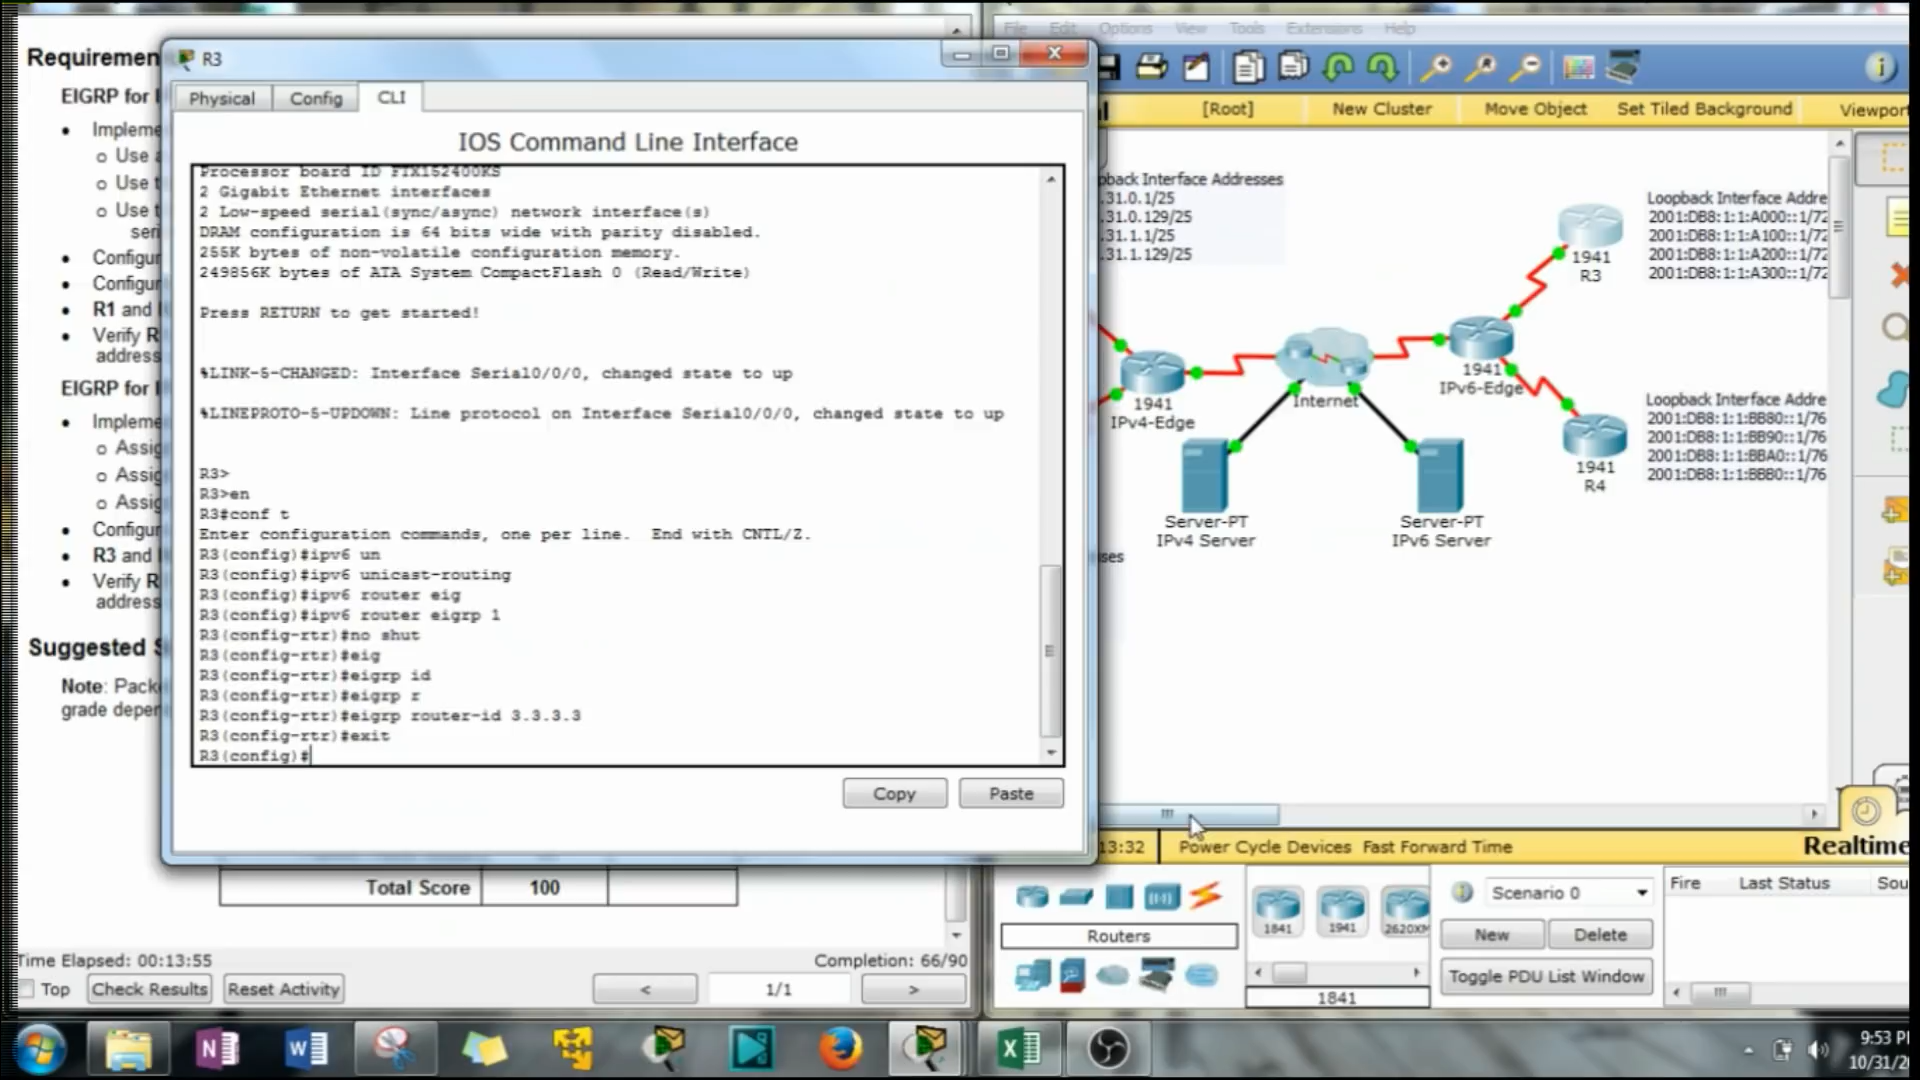 Requiremen
EIGRP for I
Impleme
Use a
Use t
Use t
seri
Configur
Configur
R1 and
Verify R
address
EIGRP for I
Impleme
Assig
Assig
Assig
Configur
R3 and
Verify R
address
Suggested S
Note: Pack
grade deper
R3
Physical
Config
CLI
IOS Command Line Interface
Processor board ID FTX152400KS
2 Gigabit Ethernet interfaces
2 Low-speed serial(sync/async) network interface(s)
DRAM configuration is 64 bits wide with parity disabled.
255K bytes of non-volatile configuration memory.
249856K bytes of ATA System CompactFlash 0 (Read/Write)
Press RETURN to get started!
%LINK-5-CHANGED: Interface Serial0/0/0, changed state to up
%LINEPROTO-5-UPDOWN: Line protocol on Interface Serial0/0/0, changed state to up
R3>
R3>en
R3#conf t
Enter configuration commands, one per line.  End with CNTL/Z.
R3(config)#ipv6 un
R3(config)#ipv6 unicast-routing
R3(config)#ipv6 router eig
R3(config)#ipv6 router eigrp 1
R3(config-rtr)#no shut
R3(config-rtr)#eig
R3(config-rtr)#eigrp id
R3(config-rtr)#eigrp r
R3(config-rtr)#eigrp router-id 3.3.3.3
R3(config-rtr)#exit
R3(config)#
Copy
Paste
Total Score 100
Time Elapsed: 00:13:55
Completion: 66/90
Top
Check Results
Reset Activity
<
1/1
>
File Edit Options View Tools Extensions Help
[Root]
New Cluster
Move Object
Set Tiled Background
Viewport
pback Interface Addresses
.31.0.1/25
.31.0.129/25
.31.1.1/25
.31.1.129/25
Loopback Interface Addre
2001:DB8:1:1:A000::1/72
2001:DB8:1:1:A100::1/72
2001:DB8:1:1:A200::1/72
2001:DB8:1:1:A300::1/72
1941
R3
1941
IPv6-Edge
1941
IPv4-Edge
Internet
Loopback Interface Addre
2001:DB8:1:1:BB80::1/76
2001:DB8:1:1:BB90::1/76
2001:DB8:1:1:BBA0::1/76
2001:DB8:1:1:BBB0::1/76
1941
R4
Server-PT
IPv4 Server
Server-PT
IPv6 Server
sses
13:32
Power Cycle Devices Fast Forward Time
Realtime
Routers
1841
1941
2620XM
1841
Scenario 0
New
Delete
Toggle PDU List Window
Fire Last Status Sou
9:53 P
10/31/2